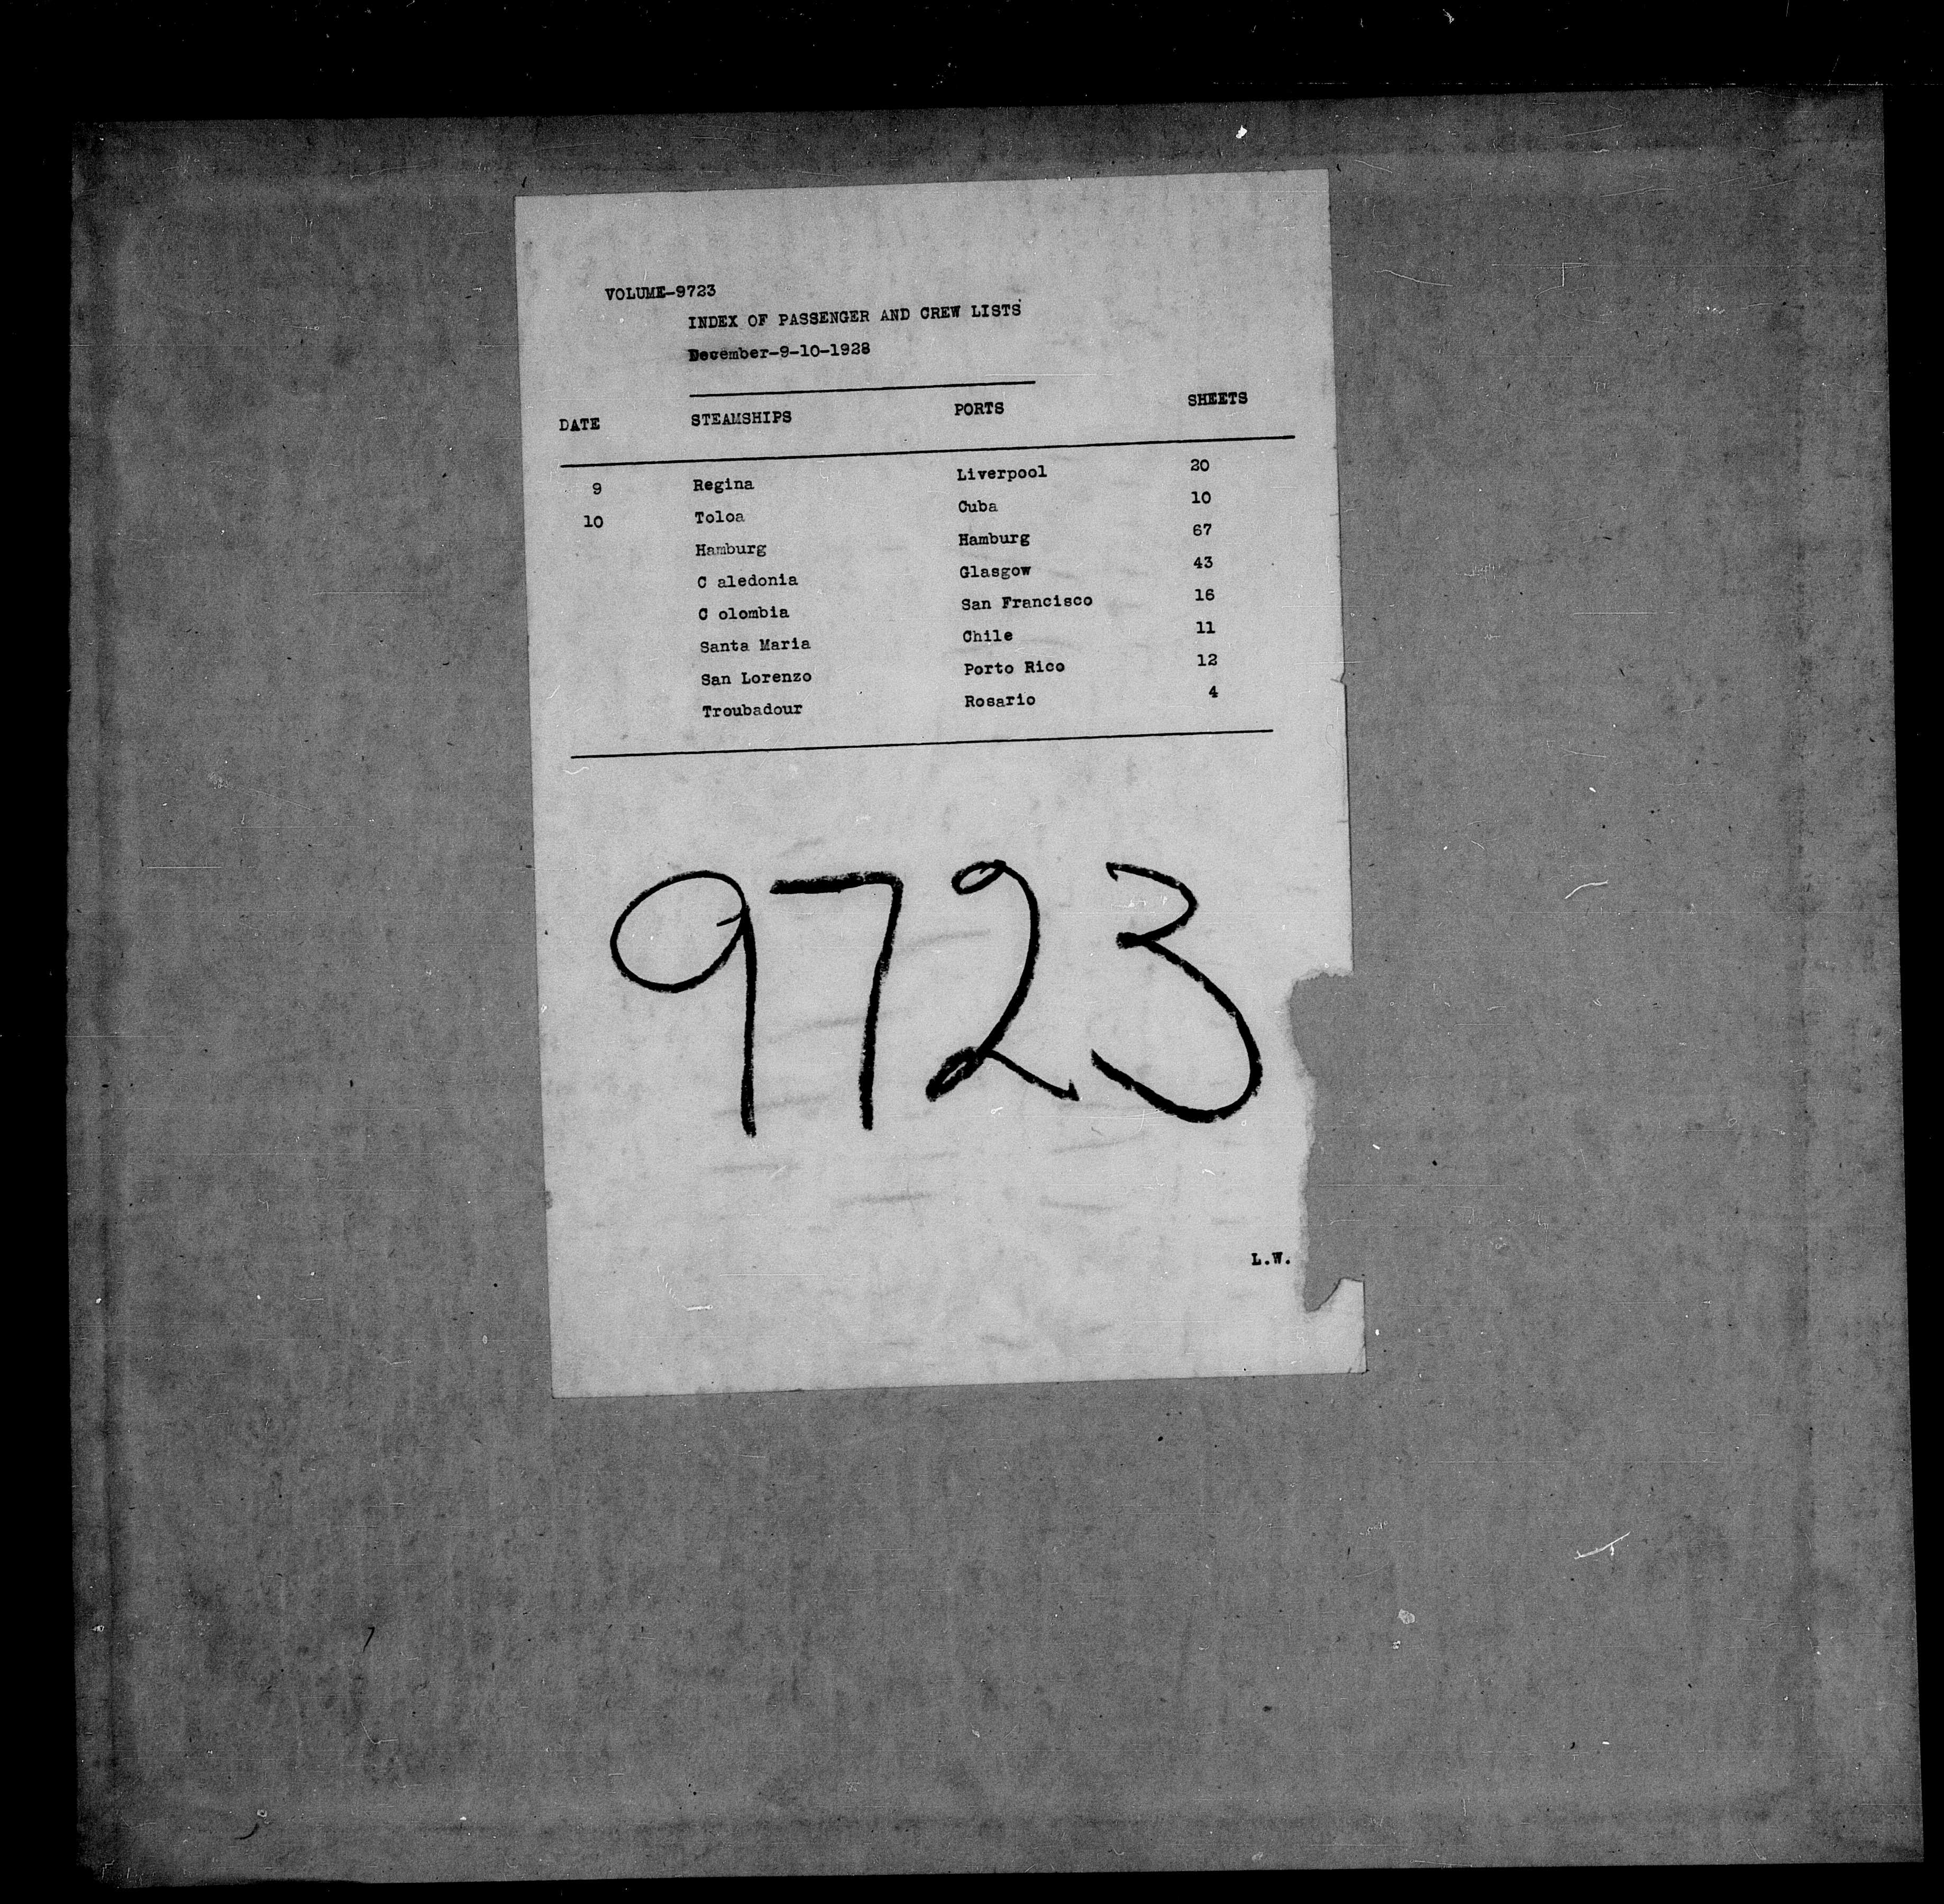 VOLUME-9723
INDEX OF PASSENGER AND CREW LISTS
December-9-10-1928
DATE STEAMSHIPS PORTS SHEETS
9 Regina Liverpool 20
10 Toloa Cuba 10
Hamburg Hamburg 67
C aledonia Glasgow 43
C olombia San Francisco 16
Santa Maria Chile 11
San Lorenzo Porto Rico 12
Troubadour Rosario 4
9723
L.W.